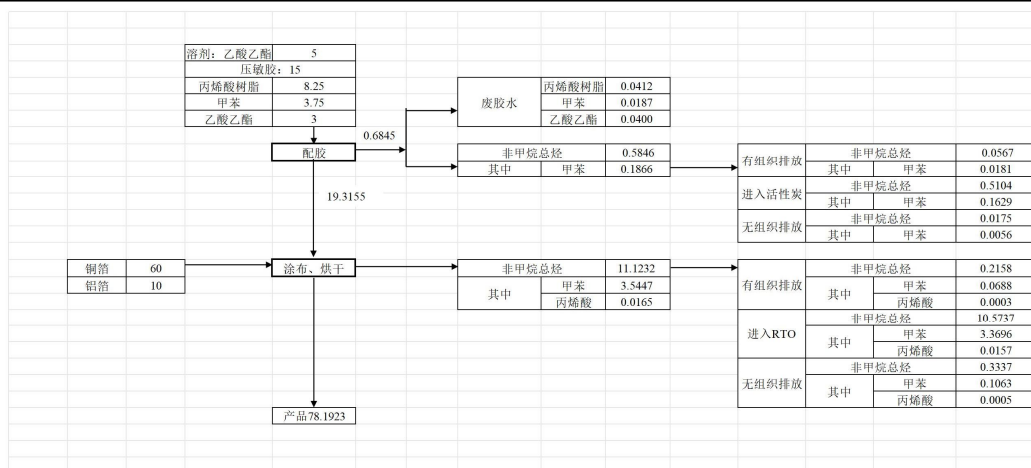 溶剂：乙酸乙酯 5
压敏胶：15
丙烯酸树脂 8.25
甲苯 3.75
乙酸乙酯 3
配胶
0.6845
废胶水
丙烯酸树脂 0.0412
甲苯 0.0187
乙酸乙酯 0.0400
非甲烷总烃 0.5846
其中 甲苯 0.1866
有组织排放
非甲烷总烃 0.0567
其中 甲苯 0.0181
进入活性炭
非甲烷总烃 0.5104
其中 甲苯 0.1629
无组织排放
非甲烷总烃 0.0175
其中 甲苯 0.0056
19.3155
铜箔 60
铝箔 10
涂布、烘干
非甲烷总烃 11.1232
其中
甲苯 3.5447
丙烯酸 0.0165
有组织排放
非甲烷总烃 0.2158
其中
甲苯 0.0688
丙烯酸 0.0003
进入RTO
非甲烷总烃 10.5737
其中
甲苯 3.3696
丙烯酸 0.0157
无组织排放
非甲烷总烃 0.3337
其中
甲苯 0.1063
丙烯酸 0.0005
产品78.1923